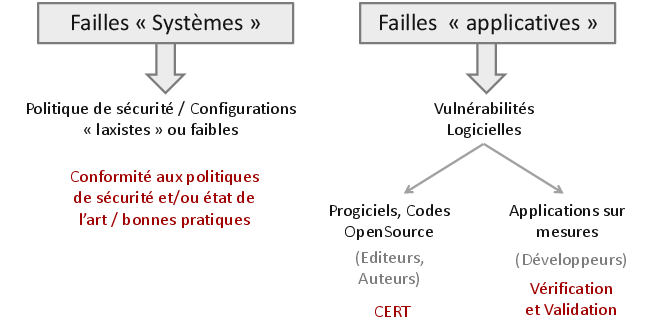 Failles « Systèmes »
Failles « applicatives »
Politique de sécurité / Configurations
« laxistes » ou faibles
Conformité aux politiques
de sécurité et/ou état de
l'art / bonnes pratiques
Vulnérabilités
Logicielles
Progiciels, Codes
OpenSource
(Editeurs,
Auteurs)
CERT
Applications sur
mesures
(Développeurs)
Vérification
et Validation